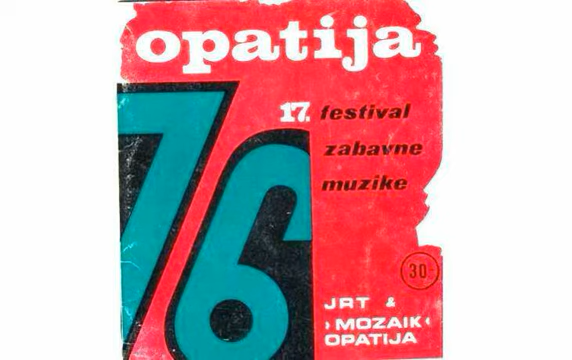 opatija
76
17. festival
zabavne
muzike
30-
JRT &
›MOZAIK‹
OPATIJA